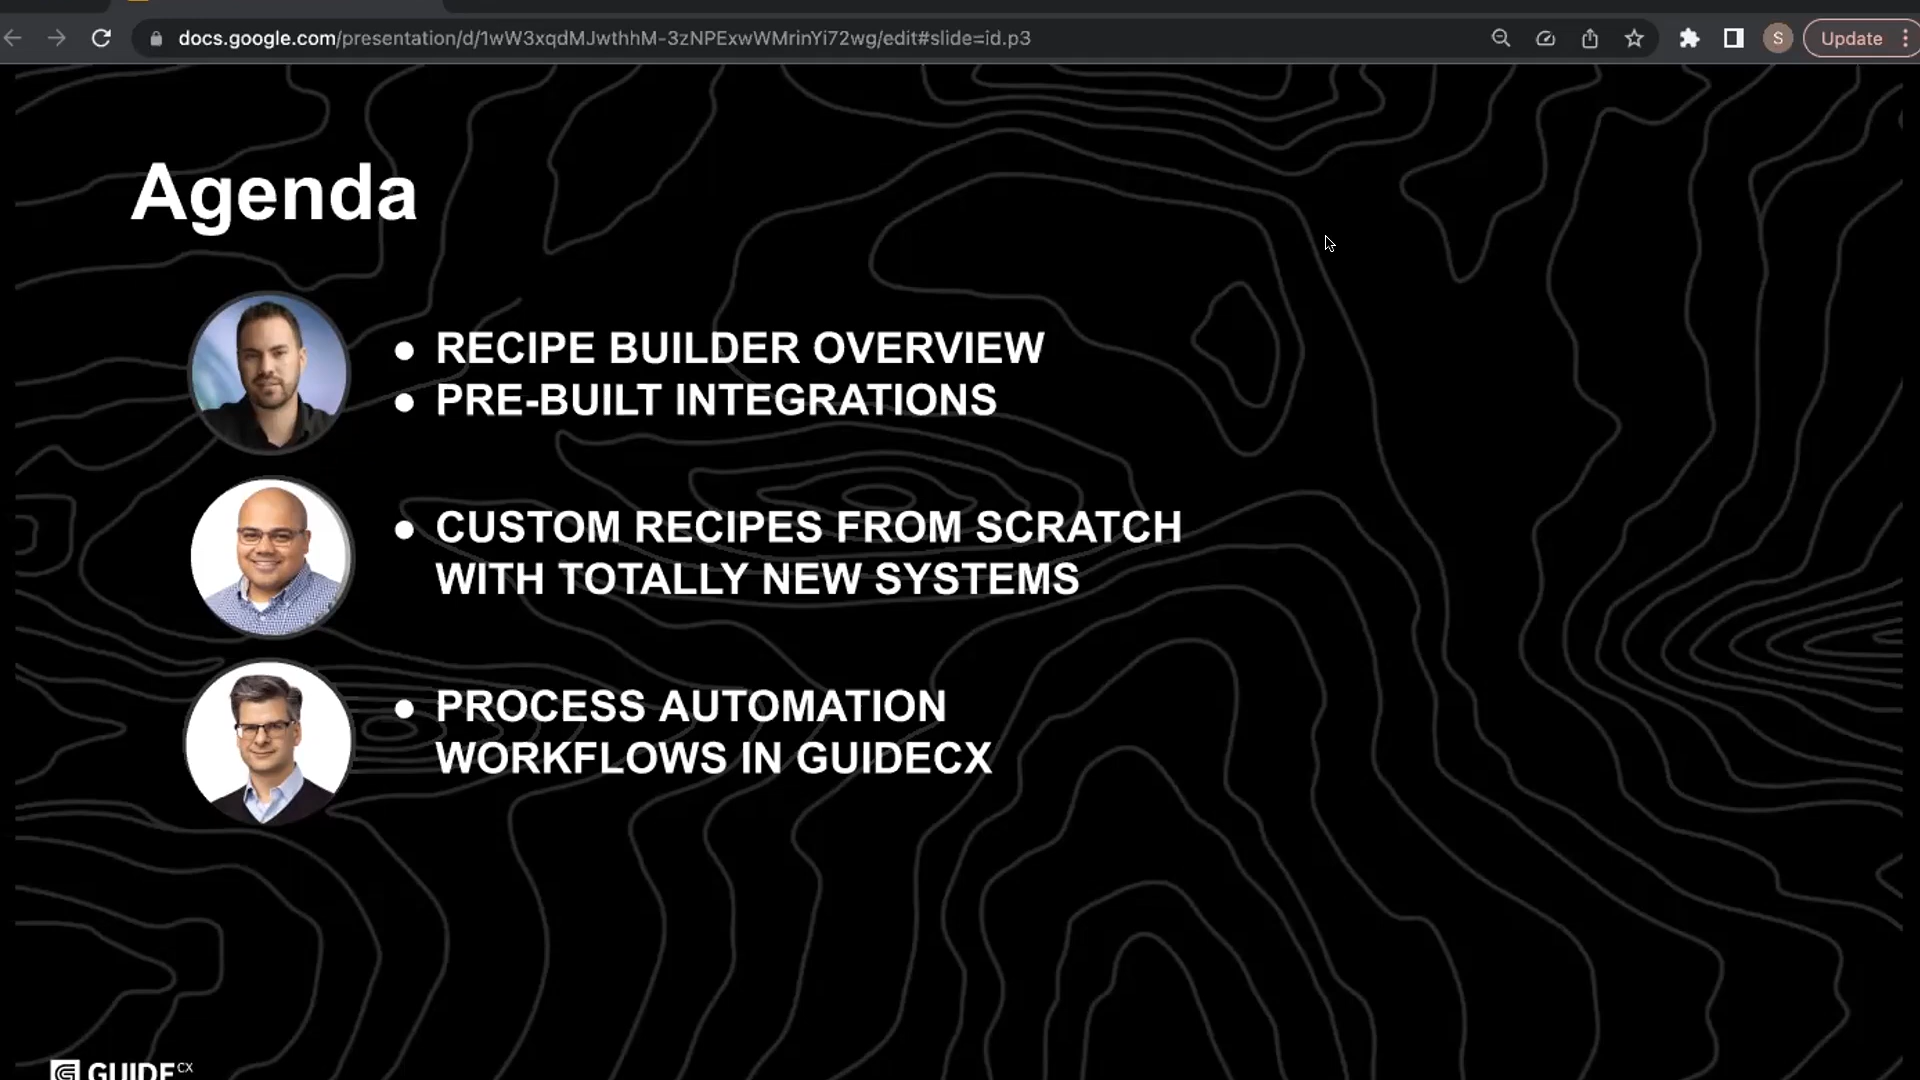 docs.google.com/presentation/d/1wW3xqdMJwthhM-3zNPExwWMrinYi72wg/edit#slide=id.p3
S
Update
Agenda
• RECIPE BUILDER OVERVIEW
• PRE-BUILT INTEGRATIONS
• CUSTOM RECIPES FROM SCRATCH
WITH TOTALLY NEW SYSTEMS
• PROCESS AUTOMATION
WORKFLOWS IN GUIDECX
GUIDE CX